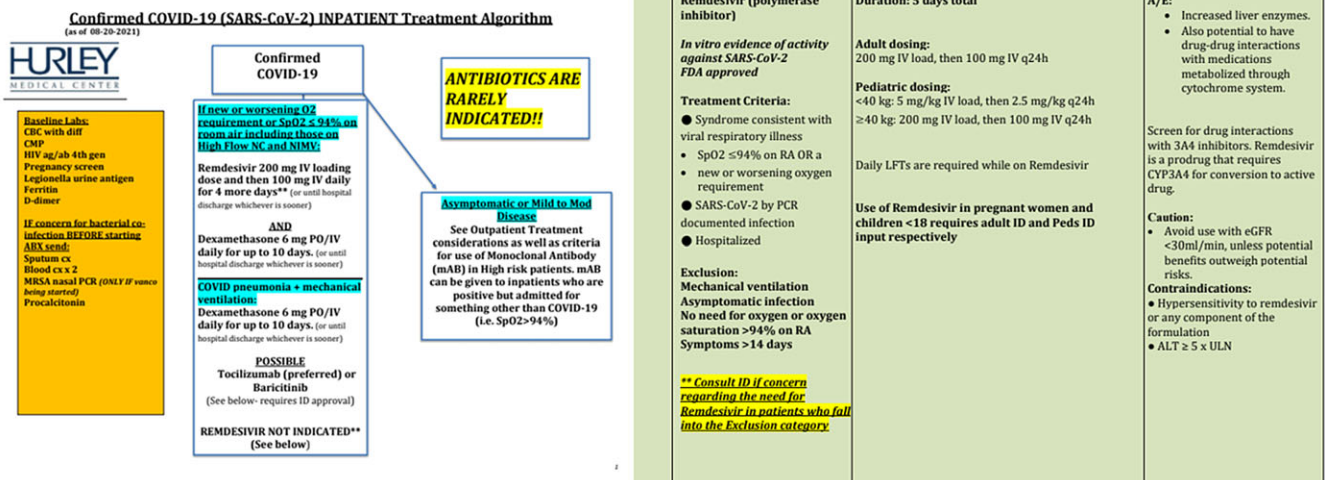 Confirmed COVID-19 (SARS-CoV-2) INPATIENT Treatment Algorithm
(as of 08-20-2021)
HURLEY
MEDICAL CENTER
Confirmed
COVID-19
ANTIBIOTICS ARE
RARELY
INDICATED!!
Baseline Labs:
CBC with diff
CMP
HIV ag/ab 4th gen
Pregnancy screen
Legionella urine antigen
Ferritin
D-dimer
IF concern for bacterial co-
infection BEFORE starting
ABX send:
Sputum cx
Blood cx x 2
MRSA nasal PCR (ONLY IF vanco
being started)
Procalcitonin
If new or worsening O2
requirement or SpO2 ≤ 94% on
room air including those on
High Flow NC and NIMV:
Remdesivir 200 mg IV loading
dose and then 100 mg IV daily
for 4 more days** (or until hospital
discharge whichever is sooner)
AND
Dexamethasone 6 mg PO/IV
daily for up to 10 days. (or until
hospital discharge whichever is sooner)
COVID pneumonia + mechanical
ventilation:
Dexamethasone 6 mg PO/IV
daily for up to 10 days. (or until
hospital discharge whichever is sooner)
POSSIBLE
Tocilizumab (preferred) or
Baricitinib
(See below- requires ID approval)
REMDESIVIR NOT INDICATED**
(See below)
Asymptomatic or Mild to Mod
Disease
See Outpatient Treatment
considerations as well as criteria
for use of Monoclonal Antibody
(mAB) in High risk patients. mAB
can be given to inpatients who are
positive but admitted for
something other than COVID-19
(i.e. SpO2>94%)
1
Remdesivir (polymerase
inhibitor)
In vitro evidence of activity
against SARS-CoV-2
FDA approved
Treatment Criteria:
● Syndrome consistent with
viral respiratory illness
• SpO2 ≤94% on RA OR a
• new or worsening oxygen
requirement
● SARS-CoV-2 by PCR
documented infection
● Hospitalized
Exclusion:
Mechanical ventilation
Asymptomatic infection
No need for oxygen or oxygen
saturation >94% on RA
Symptoms >14 days
** Consult ID if concern
regarding the need for
Remdesivir in patients who fall
into the Exclusion category
Duration: 5 days total
Adult dosing:
200 mg IV load, then 100 mg IV q24h
Pediatric dosing:
<40 kg: 5 mg/kg IV load, then 2.5 mg/kg q24h
≥40 kg: 200 mg IV load, then 100 mg IV q24h
Daily LFTs are required while on Remdesivir
Use of Remdesivir in pregnant women and
children <18 requires adult ID and Peds ID
input respectively
A/E:
• Increased liver enzymes.
• Also potential to have
drug-drug interactions
with medications
metabolized through
cytochrome system.
Screen for drug interactions
with 3A4 inhibitors. Remdesivir
is a prodrug that requires
CYP3A4 for conversion to active
drug.
Caution:
• Avoid use with eGFR
<30ml/min, unless potential
benefits outweigh potential
risks.
Contraindications:
● Hypersensitivity to remdesivir
or any component of the
formulation
● ALT ≥ 5 x ULN